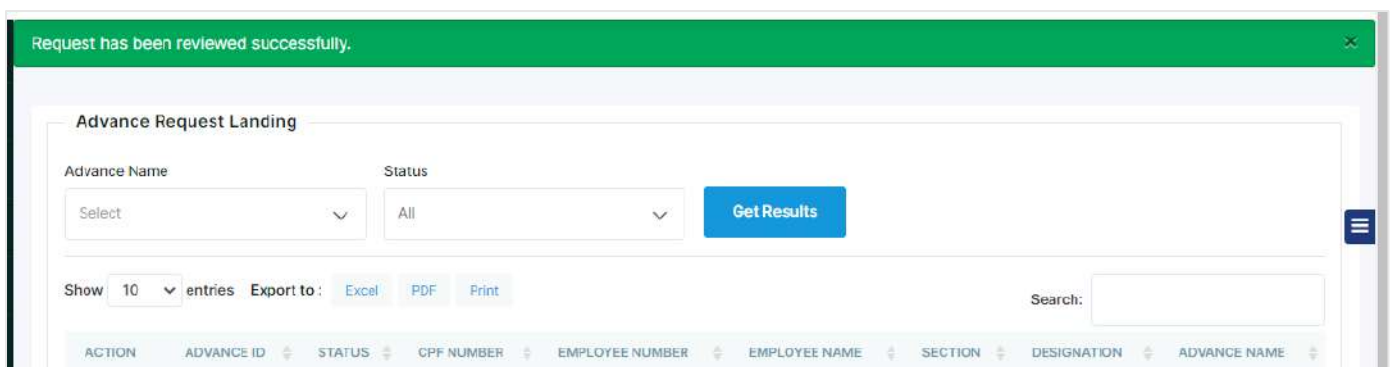 Request has been reviewed successfully. ×
Advance Request Landing
Advance Name Status
Select All Get Results
Show 10 entries Export to : Excel PDF Print Search:
ACTION ADVANCE ID STATUS CPF NUMBER EMPLOYEE NUMBER EMPLOYEE NAME SECTION DESIGNATION ADVANCE NAME